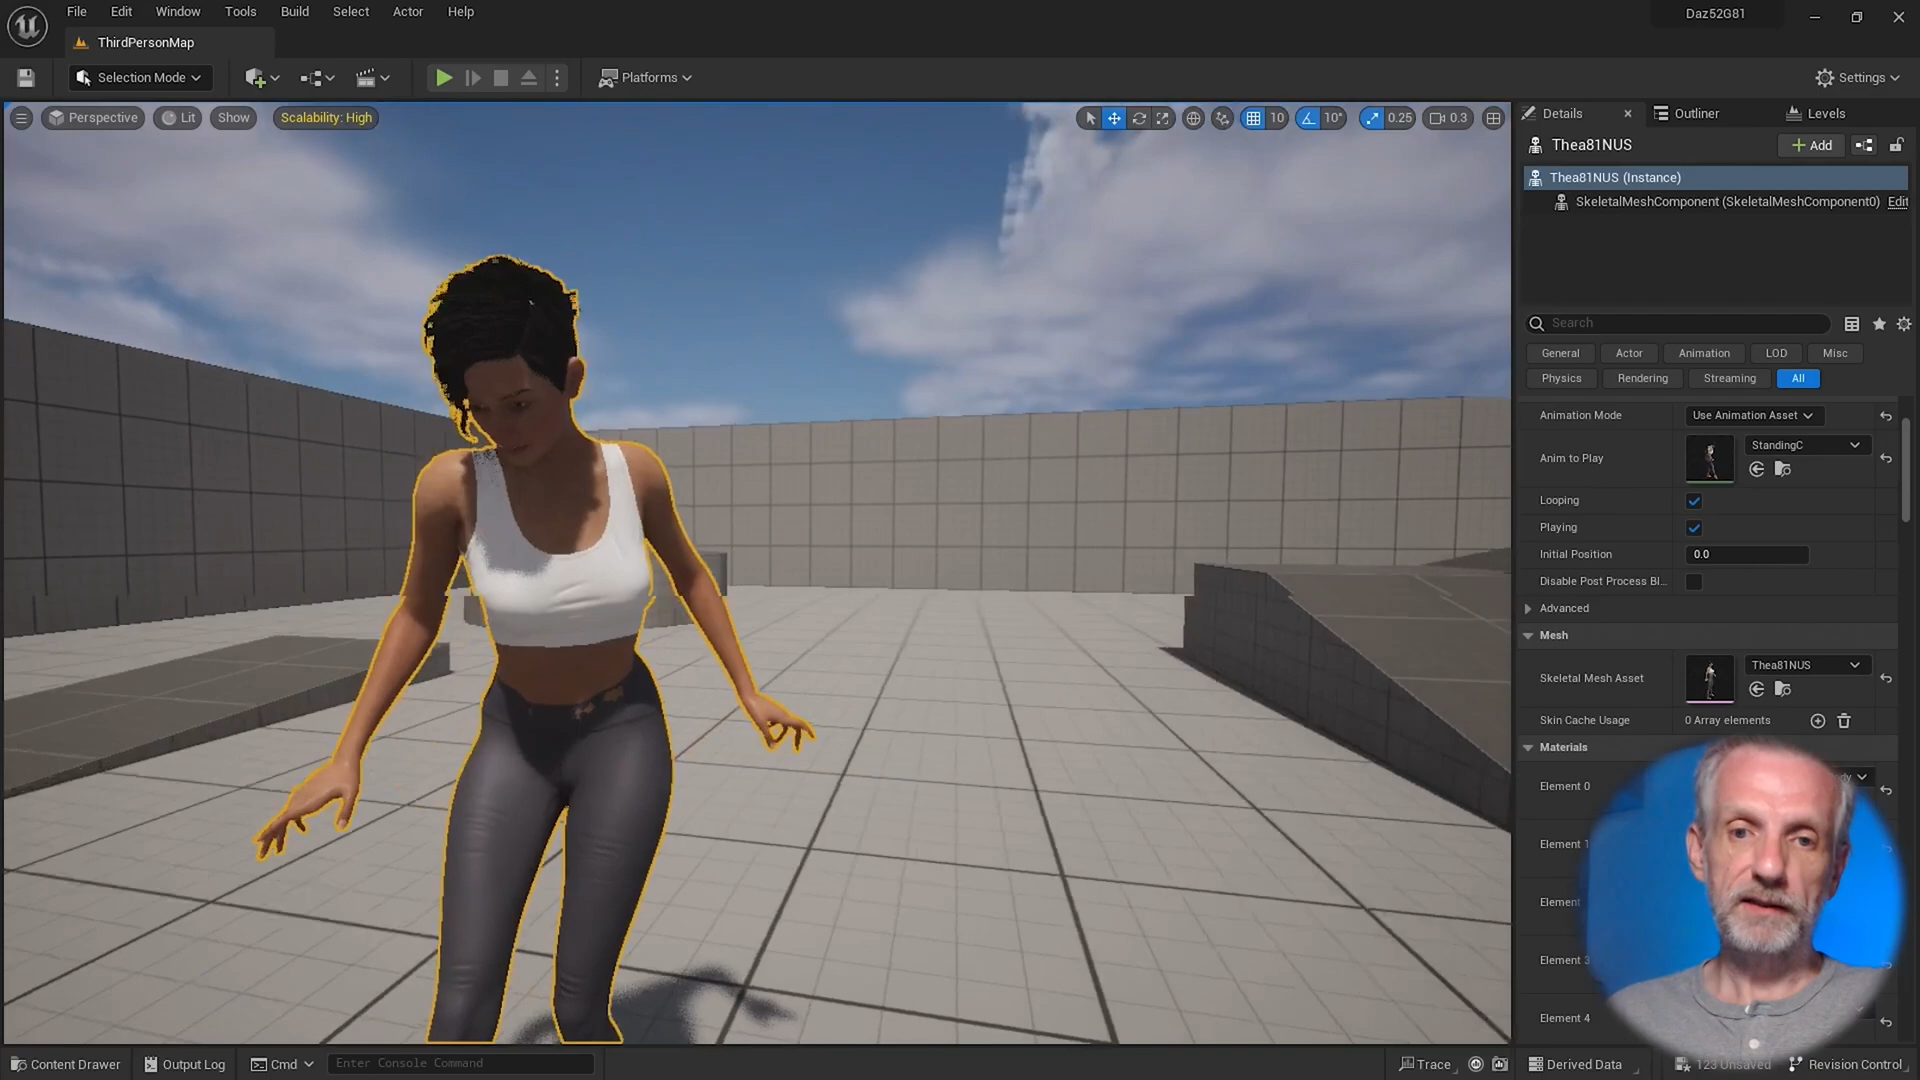 File Edit Window Tools Build Select Actor Help
Daz52G81
ThirdPersonMap
Selection Mode
Platforms
Settings
Perspective
Lit
Show
Scalability: High
10
10°
0.25
0.3
Details
Outliner
Levels
Thea81NUS
Add
Thea81NUS (Instance)
SkeletalMeshComponent (SkeletalMeshComponent0) Edit
Search
General
Actor
Animation
LOD
Misc
Physics
Rendering
Streaming
All
Animation Mode
Use Animation Asset
Anim to Play
StandingC
Looping
Playing
Initial Position
0.0
Disable Post Process Bl...
Advanced
Mesh
Skeletal Mesh Asset
Thea81NUS
Skin Cache Usage
0 Array elements
Materials
Element 0
Element 1
Element
Element 3
Element 4
Content Drawer
Output Log
Cmd
Enter Console Command
Trace
Derived Data
123 Unsaved
Revision Control